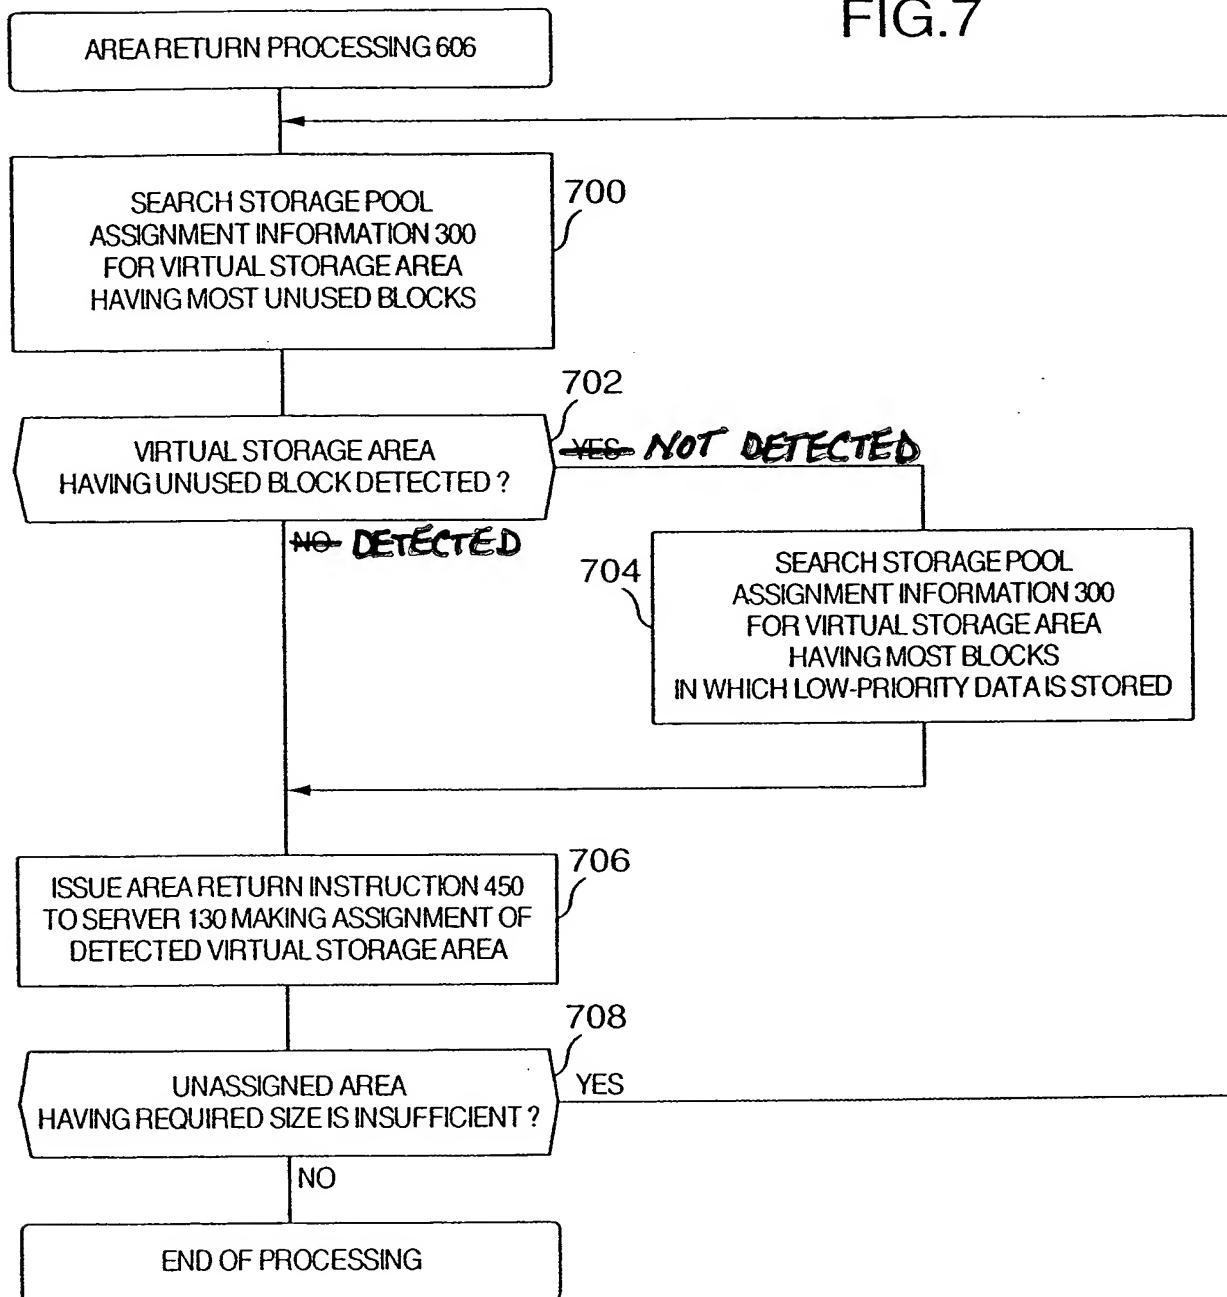 FIG.7
AREA RETURN PROCESSING 606
SEARCH STORAGE POOL
ASSIGNMENT INFORMATION 300
FOR VIRTUAL STORAGE AREA
HAVING MOST UNUSED BLOCKS
700
702
VIRTUAL STORAGE AREA
HAVING UNUSED BLOCK DETECTED ?
YES NOT DETECTED
NO DETECTED
704
SEARCH STORAGE POOL
ASSIGNMENT INFORMATION 300
FOR VIRTUAL STORAGE AREA
HAVING MOST BLOCKS
IN WHICH LOW-PRIORITY DATA IS STORED
706
ISSUE AREA RETURN INSTRUCTION 450
TO SERVER 130 MAKING ASSIGNMENT OF
DETECTED VIRTUAL STORAGE AREA
708
UNASSIGNED AREA
HAVING REQUIRED SIZE IS INSUFFICIENT ?
YES
NO
END OF PROCESSING